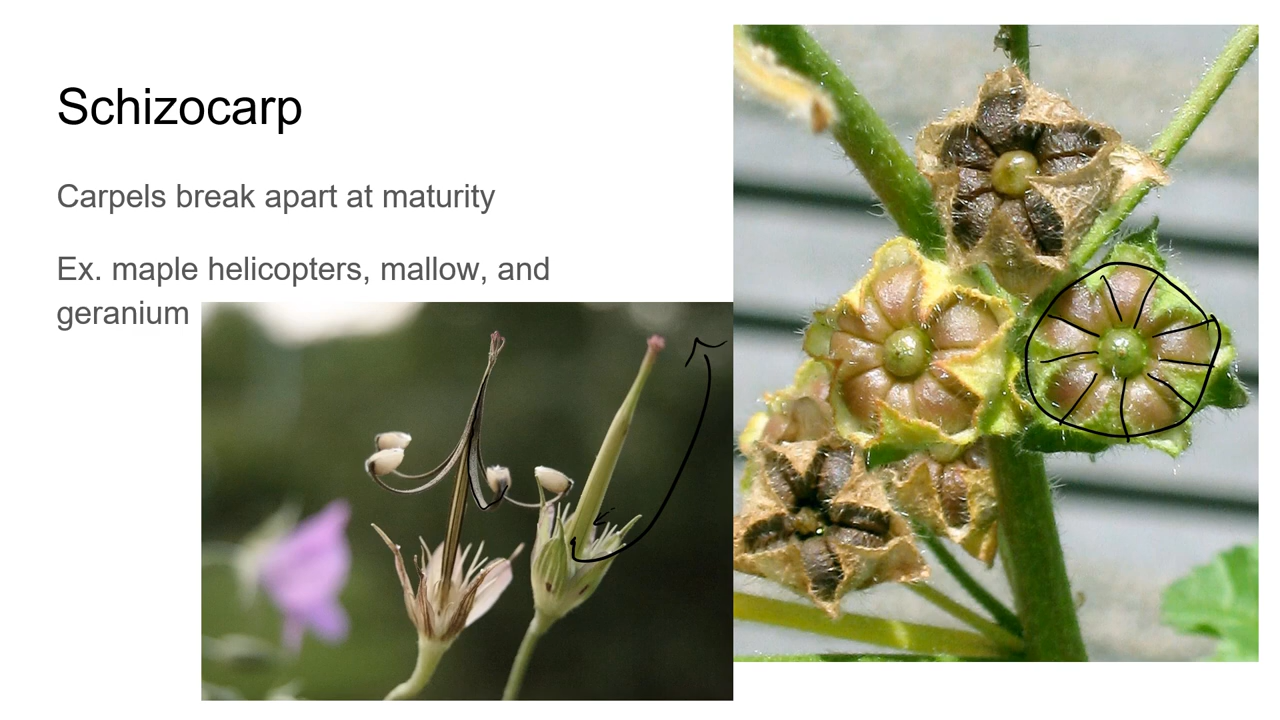 Schizocarp
Carpels break apart at maturity
Ex. maple helicopters, mallow, and
geranium